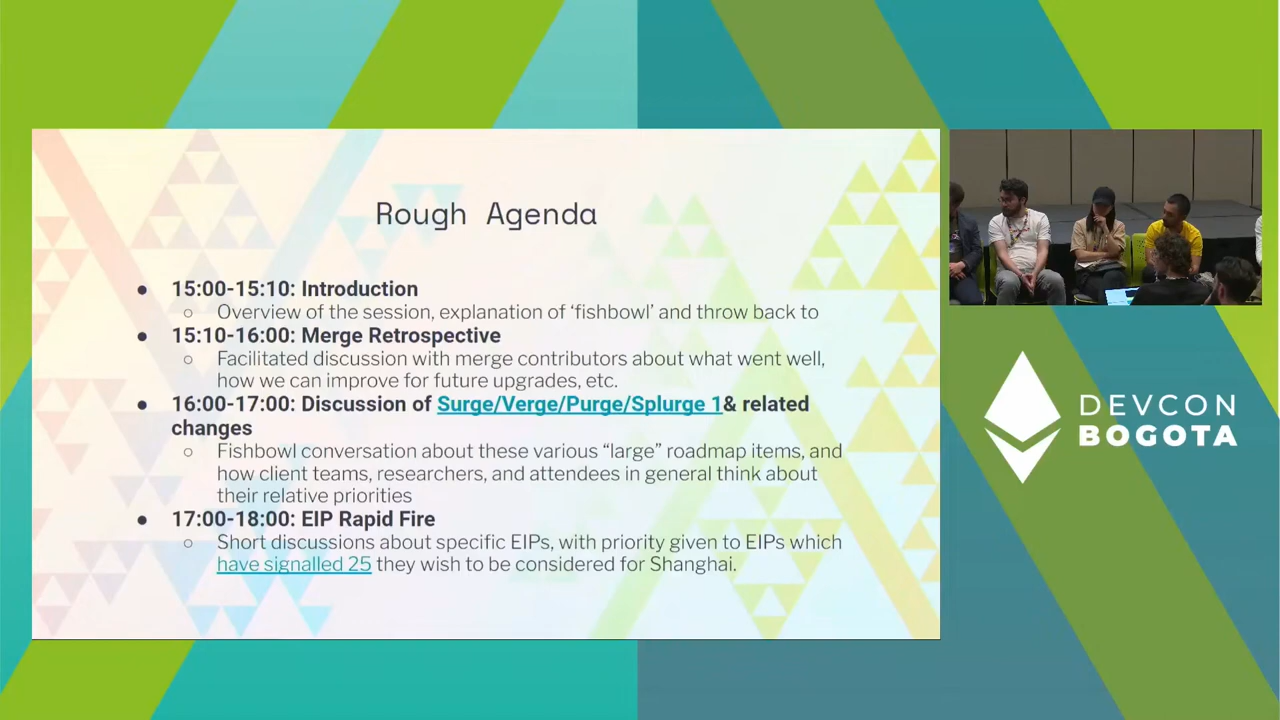 Rough Agenda
● 15:00-15:10: Introduction
○ Overview of the session, explanation of ‘fishbowl’ and throw back to
● 15:10-16:00: Merge Retrospective
○ Facilitated discussion with merge contributors about what went well,
how we can improve for future upgrades, etc.
● 16:00-17:00: Discussion of Surge/Verge/Purge/Splurge 1& related
changes
○ Fishbowl conversation about these various “large” roadmap items, and
how client teams, researchers, and attendees in general think about
their relative priorities
● 17:00-18:00: EIP Rapid Fire
○ Short discussions about specific EIPs, with priority given to EIPs which
have signalled 25 they wish to be considered for Shanghai.
DEVCON
BOGOTA